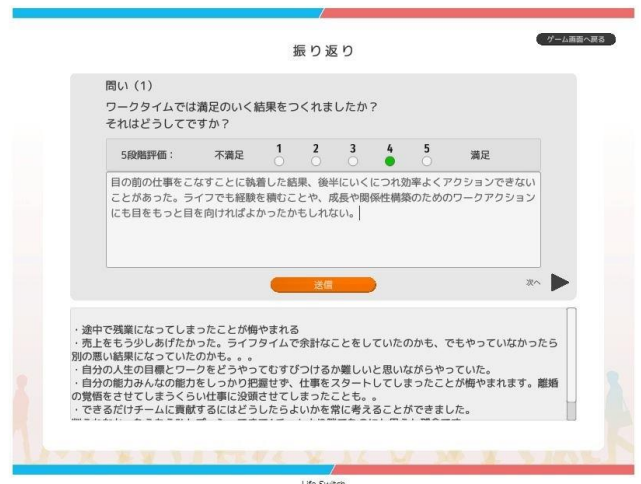 ゲーム画面へ戻る
振り返り
問い（1）
ワークタイムでは満足のいく結果をつくれましたか？
それはどうしてですか？
5段階評価： 不満足 1 2 3 4 5 満足
目の前の仕事をこなすことに執着した結果、後半にいくにつれ効率よくアクションできない
ことがあった。ライフでも経験を積むことや、成長や関係性構築のためのワークアクション
にも目をもっと目を向ければよかったかもしれない。
送信
次へ
・途中で残業になってしまったことが悔やまれる
・売上をもう少しあげたかった。ライフタイムで余計なことをしていたのかも、でもやっていなかったら
別の悪い結果になっていたのかも。。。
・自分の人生の目標とワークをどうやってむすびつけるか難しいと思いながらやっていた。
・自分の能力みんなの能力をしっかり把握せず、仕事をスタートしてしまったことが悔やまれます。離婚
の覚悟をさせてしまうくらい仕事に没頭させてしまったことも。。
・できるだけチームに貢献するにはどうしたらよいかを常に考えることができました。
Life Switch